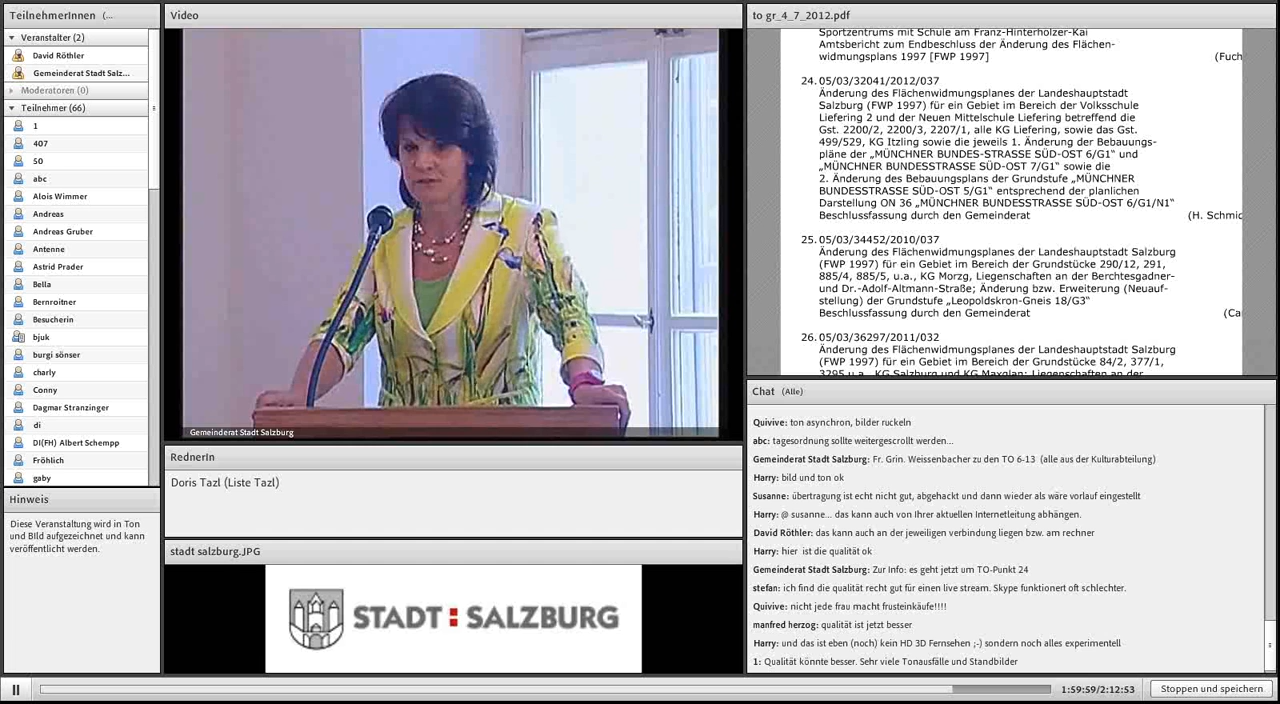 TeilnehmerInnen (...
Veranstalter (2)
David Röthler
Gemeinderat Stadt Salz...
Moderatoren (0)
Teilnehmer (66)
1
407
50
abc
Alois Wimmer
Andreas
Andreas Gruber
Antenne
Astrid Prader
Bella
Bernroitner
Besucherin
bjuk
burgi sönser
charly
Conny
Dagmar Stranzinger
di
DI(FH) Albert Schempp
Fröhlich
gaby
Hinweis
Diese Veranstaltung wird in Ton
und BIld aufgezeichnet und kann
veröffentlicht werden.
Video
Gemeinderat Stadt Salzburg
RednerIn
Doris Tazl (Liste Tazl)
stadt salzburg.JPG
STADT : SALZBURG
to gr_4_7_2012.pdf
Sportzentrums mit Schule am Franz-Hinterholzer-Kai
Amtsbericht zum Endbeschluss der Änderung des Flächen-
widmungsplans 1997 [FWP 1997] (Fuch
24. 05/03/32041/2012/037
Änderung des Flächenwidmungsplanes der Landeshauptstadt
Salzburg (FWP 1997) für ein Gebiet im Bereich der Volksschule
Liefering 2 und der Neuen Mittelschule Liefering betreffend die
Gst. 2200/2, 2200/3, 2207/1, alle KG Liefering, sowie das Gst.
499/529, KG Itzling sowie die jeweils 1. Änderung der Bebauungs-
pläne der „MÜNCHNER BUNDES-STRASSE SÜD-OST 6/G1“ und
„MÜNCHNER BUNDESSTRASSE SÜD-OST 7/G1“ sowie die
2. Änderung des Bebauungsplans der Grundstufe „MÜNCHNER
BUNDESSTRASSE SÜD-OST 5/G1“ entsprechend der planlichen
Darstellung ON 36 „MÜNCHNER BUNDESSTRASSE SÜD-OST 6/G1/N1“
Beschlussfassung durch den Gemeinderat (H. Schmid
25. 05/03/34452/2010/037
Änderung des Flächenwidmungsplanes der Landeshauptstadt Salzburg
(FWP 1997) für ein Gebiet im Bereich der Grundstücke 290/12, 291,
885/4, 885/5, u.a., KG Morzg, Liegenschaften an der Berchtesgadner-
und Dr.-Adolf-Altmann-Straße; Änderung bzw. Erweiterung (Neuauf-
stellung) der Grundstufe „Leopoldskron-Gneis 18/G3“
Beschlussfassung durch den Gemeinderat (Ca
26. 05/03/36297/2011/032
Änderung des Flächenwidmungsplanes der Landeshauptstadt Salzburg
(FWP 1997) für ein Gebiet im Bereich der Grundstücke 84/2, 377/1,
3295 u.a., KG Salzburg und KG Maxglan; Liegenschaften an der
Chat (Alle)
Quivive: ton asynchron, bilder ruckeln
abc: tagesordnung sollte weitergescrollt werden...
Gemeinderat Stadt Salzburg: Fr. Grin. Weissenbacher zu den TO 6-13 (alle aus der Kulturabteilung)
Harry: bild und ton ok
Susanne: übertragung ist echt nicht gut, abgehackt und dann wieder als wäre vorlauf eingestellt
Harry: @ susanne... das kann auch von Ihrer aktuellen Internetleitung abhängen.
David Röthler: das kann auch an der jeweiligen verbindung liegen bzw. am rechner
Harry: hier ist die qualität ok
Gemeinderat Stadt Salzburg: Zur Info: es geht jetzt um TO-Punkt 24
stefan: ich find die qualität recht gut für einen live stream. Skype funktionert oft schlechter.
Quivive: nicht jede frau macht frusteinkäufe!!!!
manfred herzog: qualität ist jetzt besser
Harry: und das ist eben (noch) kein HD 3D Fernsehen ;-) sondern noch alles experimentell
1: Qualität könnte besser. Sehr viele Tonausfälle und Standbilder
1:59:59/2:12:53
Stoppen und speichern